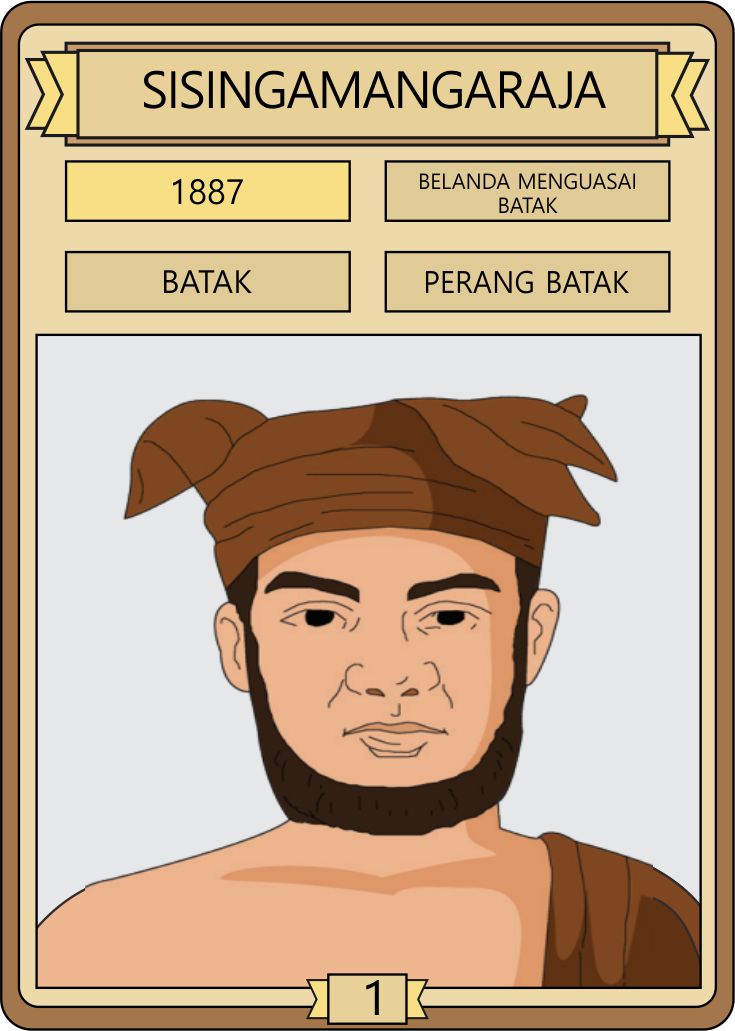 SISINGAMANGARAJA
1887
BELANDA MENGUASAI
BATAK
BATAK
PERANG BATAK
1